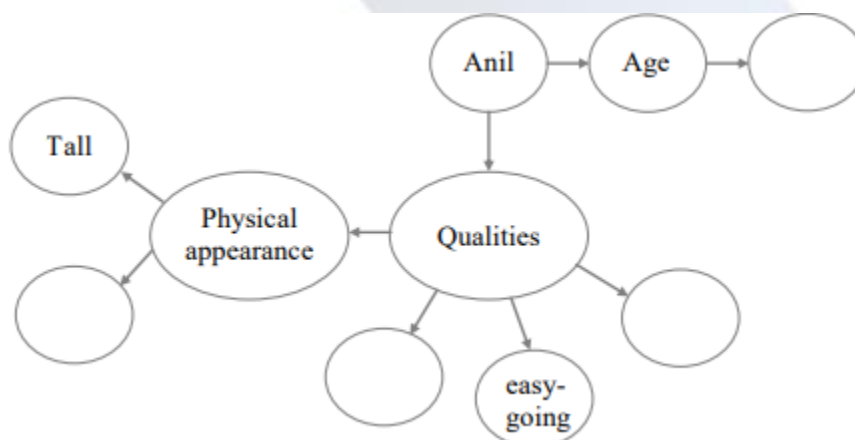 Anil
Age
Tall
Physical
appearance
Qualities
easy-
going